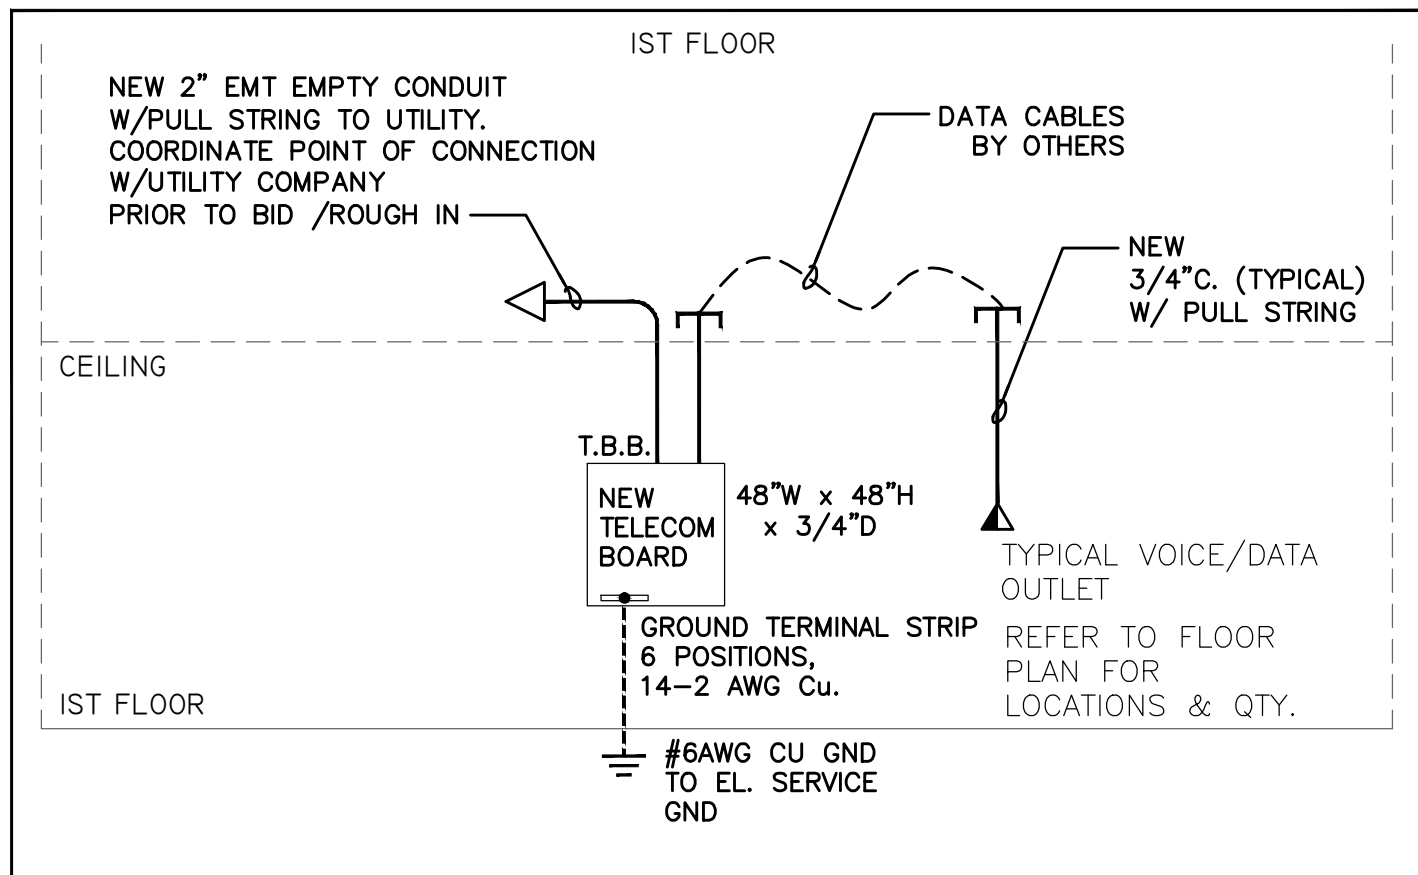 IST FLOOR
NEW 2" EMT EMPTY CONDUIT
W/PULL STRING TO UTILITY.
COORDINATE POINT OF CONNECTION
W/UTILITY COMPANY
PRIOR TO BID /ROUGH IN
DATA CABLES
BY OTHERS
NEW
3/4"C. (TYPICAL)
W/ PULL STRING
CEILING
T.B.B.
NEW
TELECOM
BOARD
48"W x 48"H
x 3/4"D
TYPICAL VOICE/DATA
OUTLET
REFER TO FLOOR
PLAN FOR
LOCATIONS & QTY.
GROUND TERMINAL STRIP
6 POSITIONS,
14-2 AWG Cu.
IST FLOOR
#6AWG CU GND
TO EL. SERVICE
GND